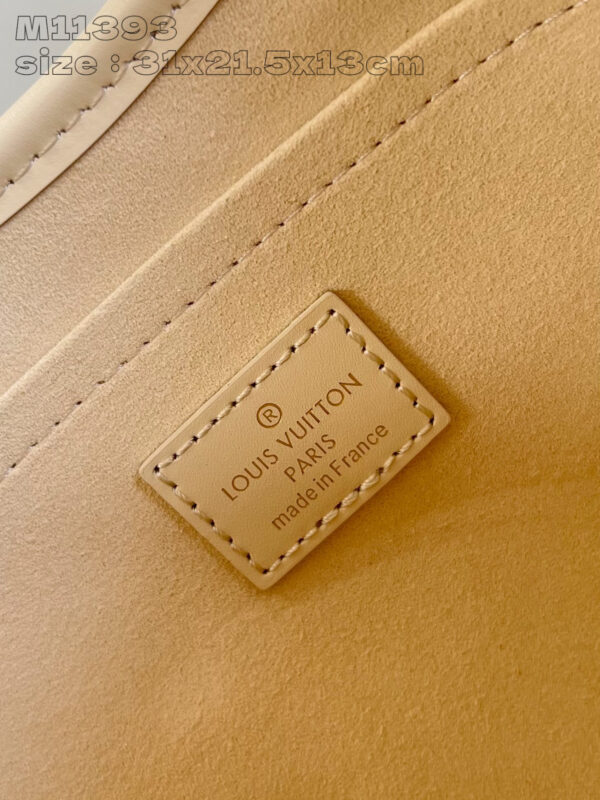 M11393
size : 31x21.5x13cm
®
LOUIS VUITTON
PARIS
made in France